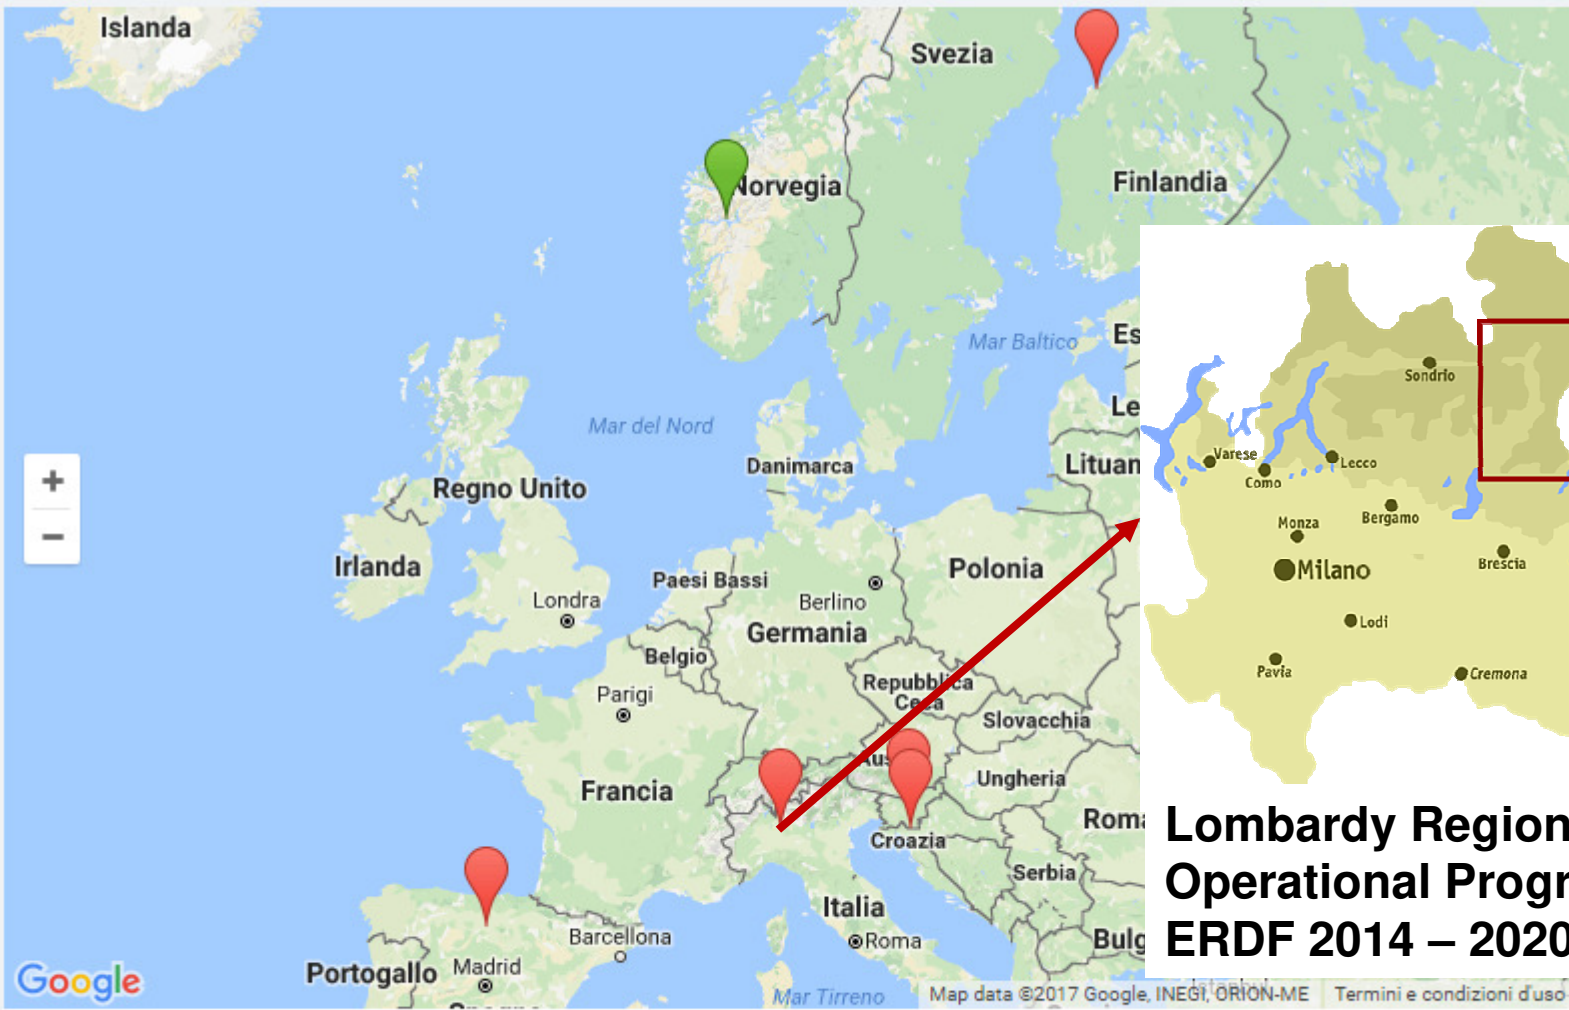 Islanda
Svezia
Norvegia
Finlandia
Es
Mar Baltico
Le
Mar del Nord
Danimarca
Lituan
Regno Unito
Irlanda
Paesi Bassi
Polonia
Londra
Berlino
Germania
Belgio
Repubblica
Ceca
Parigi
Slovacchia
Aus
Ungheria
Francia
Roma
Croazia
Serbia
Italia
Barcellona
Roma
Bulg
Portogallo
Madrid
Mar Tirreno
Google
Map data ©2017 Google, INEGI, ORION-ME
Termini e condizioni d'uso
+
−
Sondrio
Varese
Lecco
Como
Monza
Bergamo
Milano
Brescia
Lodi
Pavia
Cremona
Lombardy Region
Operational Progr
ERDF 2014 – 2020